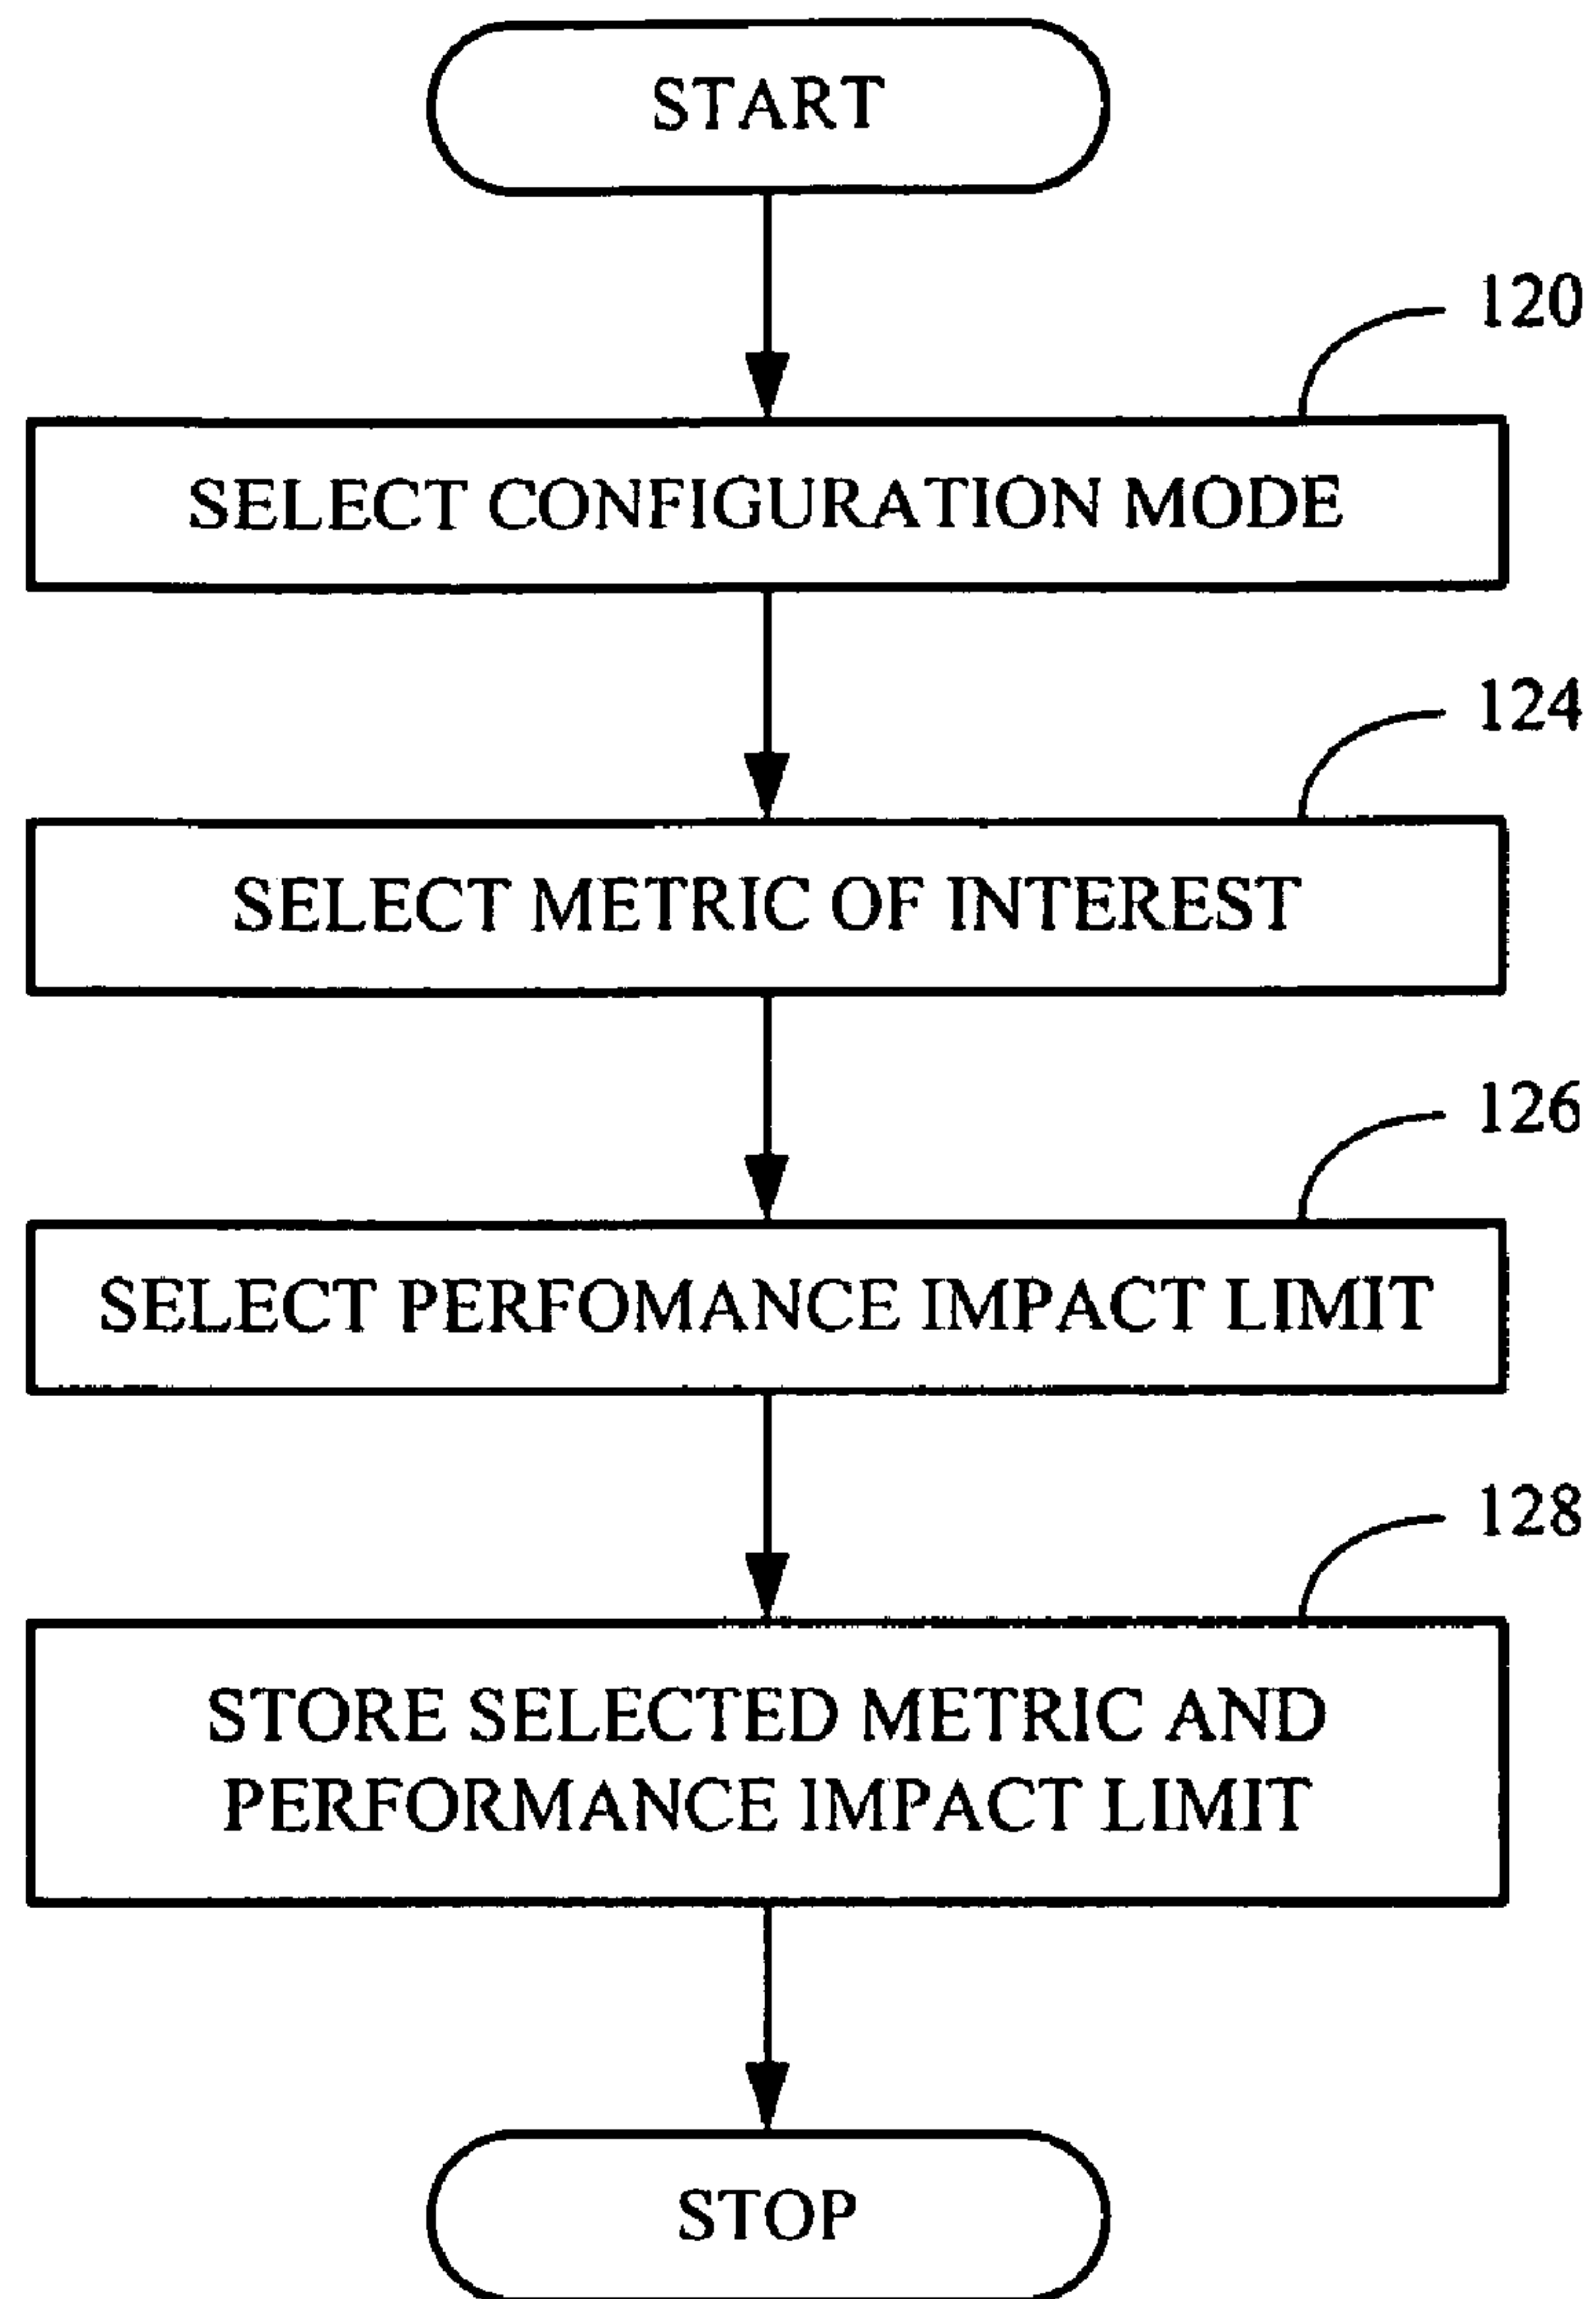 START
120
SELECT CONFIGURATION MODE
124
SELECT METRIC OF INTEREST
126
SELECT PERFOMANCE IMPACT LIMIT
128
STORE SELECTED METRIC AND
PERFORMANCE IMPACT LIMIT
STOP